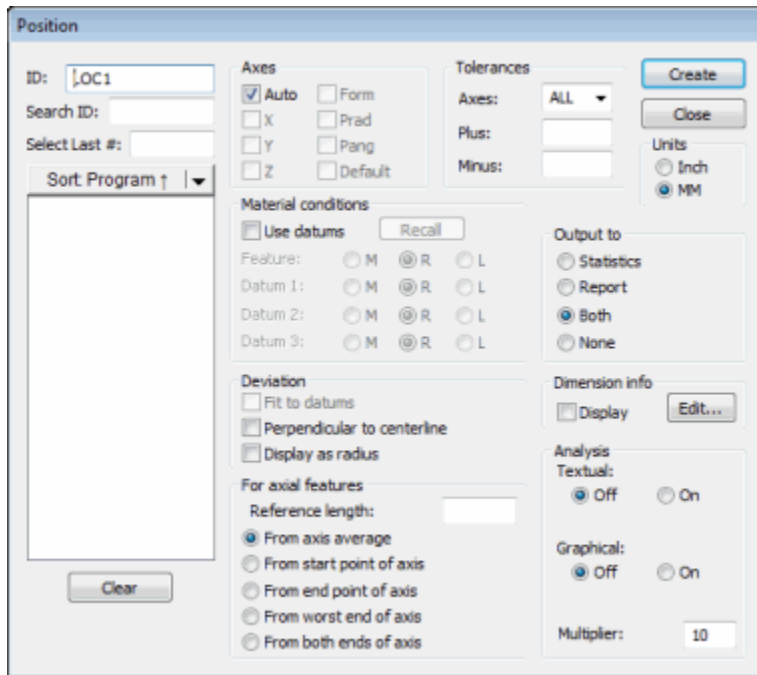 Position
ID: LOC1
Search ID:
Select Last #:
Sort: Program ↑
Clear
Axes
Auto Form
X Prad
Y Pang
Z Default
Tolerances
Axes: ALL
Plus:
Minus:
Create
Close
Units
Inch
MM
Material conditions
Use datums Recall
Feature: M R L
Datum 1: M R L
Datum 2: M R L
Datum 3: M R L
Output to
Statistics
Report
Both
None
Deviation
Fit to datums
Perpendicular to centerline
Display as radius
Dimension info
Display Edit...
For axial features
Reference length:
From axis average
From start point of axis
From end point of axis
From worst end of axis
From both ends of axis
Analysis
Textual:
Off On
Graphical:
Off On
Multiplier: 10